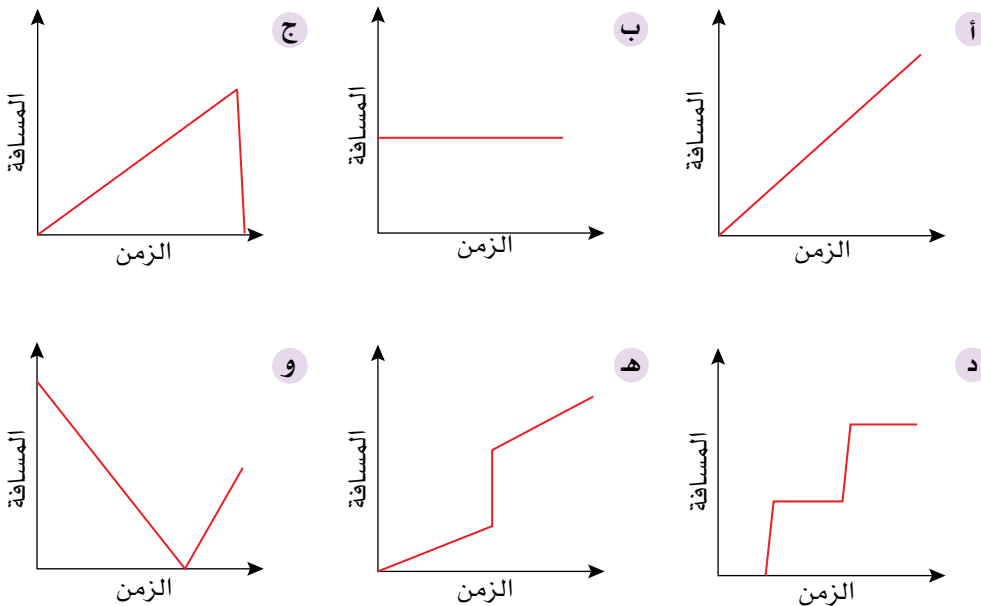 أ
المسافة
الزمن
ب
المسافة
الزمن
ج
المسافة
الزمن
د
المسافة
الزمن
هـ
المسافة
الزمن
و
المسافة
الزمن